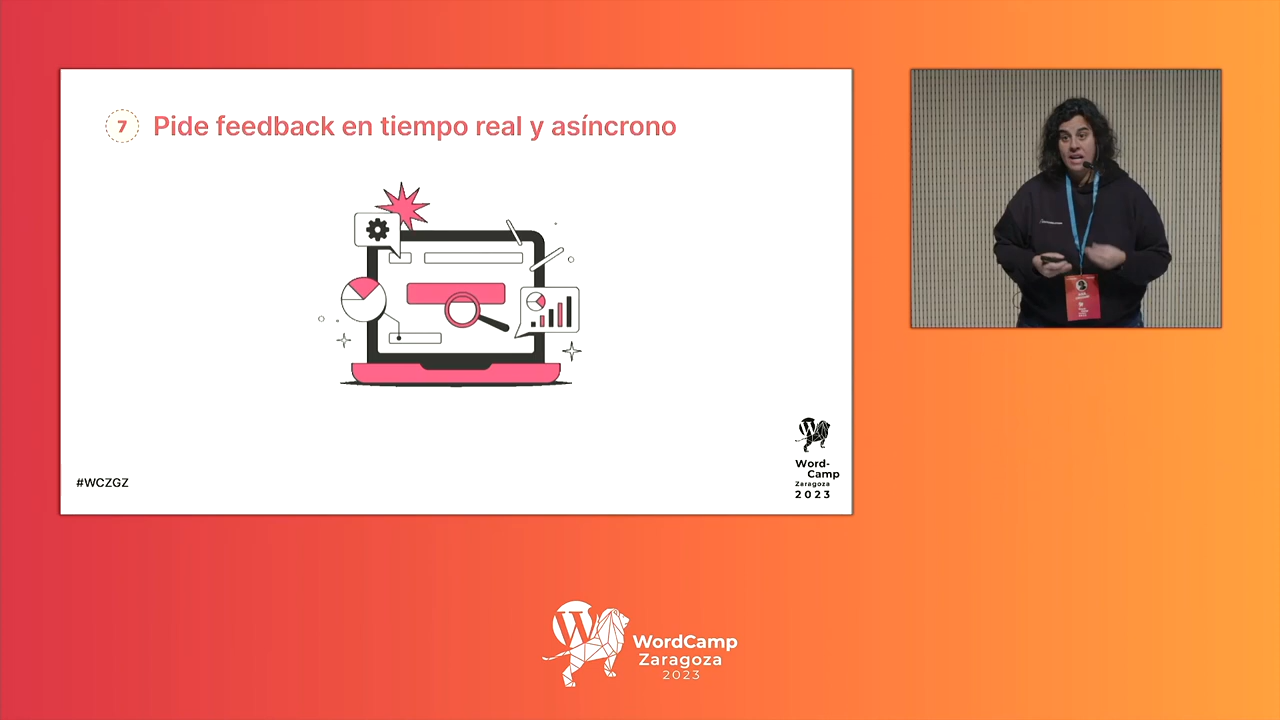 7 Pide feedback en tiempo real y asíncrono
#WCZGZ
Word-
Camp
Zaragoza
2023
WordCamp
Zaragoza
2023